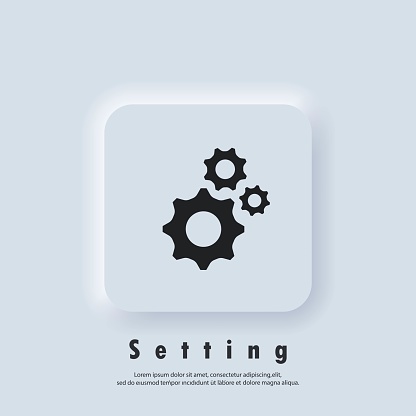 Setting
Lorem ipsum dolor sit amet, consectetur adipiscing elit,
sed do eiusmod tempor ut labore et dolore magna aliqua.